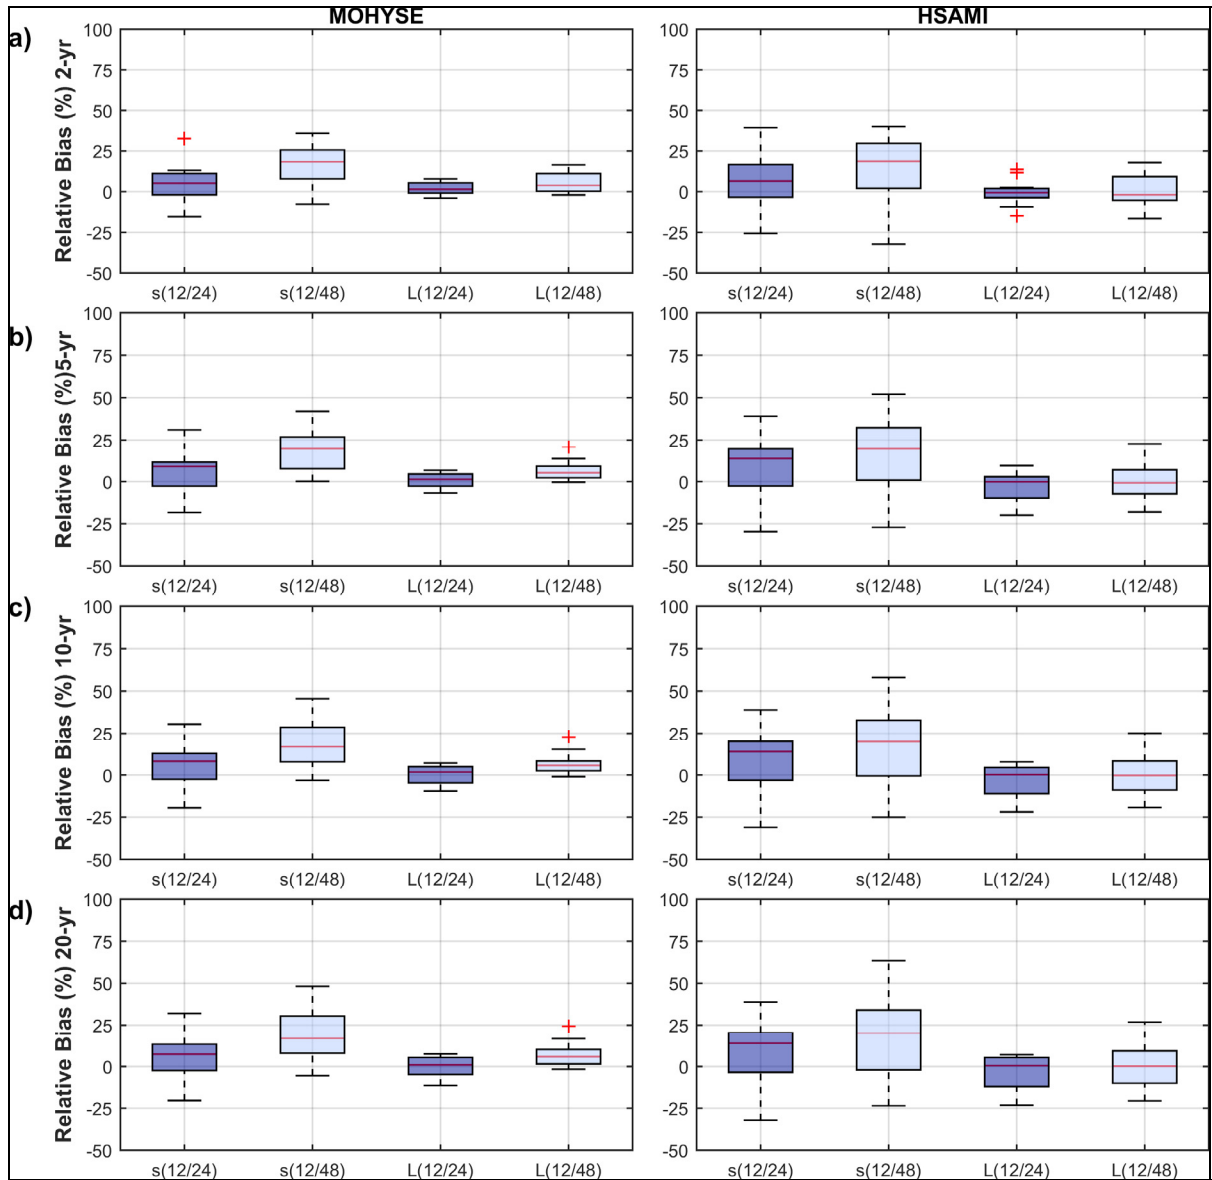 MOHYSE HSAMI
a)
Relative Bias (%) 2-yr
100 100
75 75
50 50
25 25
0 0
-25 -25
-50 -50
s(12/24) s(12/48) L(12/24) L(12/48) s(12/24) s(12/48) L(12/24) L(12/48)
b)
Relative Bias (%)5-yr
100 100
75 75
50 50
25 25
0 0
-25 -25
-50 -50
s(12/24) s(12/48) L(12/24) L(12/48) s(12/24) s(12/48) L(12/24) L(12/48)
c)
Relative Bias (%) 10-yr
100 100
75 75
50 50
25 25
0 0
-25 -25
-50 -50
s(12/24) s(12/48) L(12/24) L(12/48) s(12/24) s(12/48) L(12/24) L(12/48)
d)
Relative Bias (%) 20-yr
100 100
75 75
50 50
25 25
0 0
-25 -25
-50 -50
s(12/24) s(12/48) L(12/24) L(12/48) s(12/24) s(12/48) L(12/24) L(12/48)